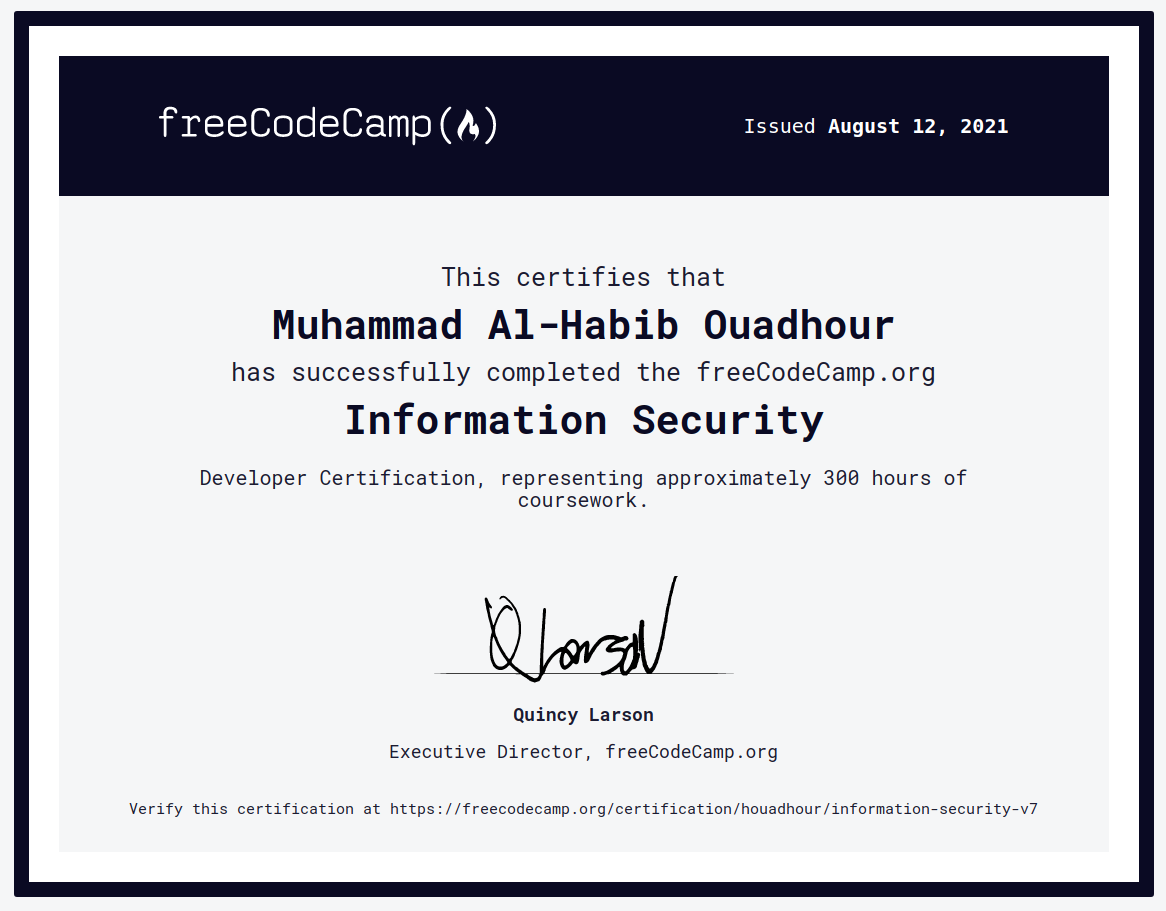 freeCodeCamp(🔥)
Issued August 12, 2021
This certifies that
Muhammad Al-Habib Ouadhour
has successfully completed the freeCodeCamp.org
Information Security
Developer Certification, representing approximately 300 hours of
coursework.
Q Larson
Quincy Larson
Executive Director, freeCodeCamp.org
Verify this certification at https://freecodecamp.org/certification/houadhour/information-security-v7